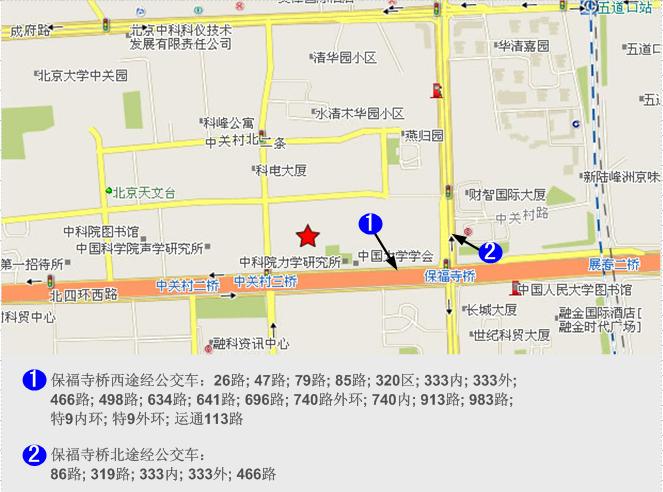 成府路
北京中科科仪技术
发展有限责任公司
五道口站
清华园小区
华清嘉园
五道口
北京大学中关园
水清木华园小区
科峰公寓
中关村北二条
燕归园
科电大厦
新陆峰洲京味
北京天文台
财智国际大厦
中关村路
1
中科院图书馆
中国科学院声学研究所
2
第一招待所
中科院力学研究所
中国力学学会
保福寺桥
展春二桥
中关村二桥
中关村三桥
北四环西路
中国人民大学图书馆
时科贸中心
长城大厦
融金国际酒店[
融金时代广场]
世纪科贸大厦
融科资讯中心
1 保福寺桥西途经公交车：26路; 47路; 79路; 85路; 320区; 333内; 333外;
466路; 498路; 634路; 641路; 696路; 740路外环; 740内; 913路; 983路;
特9内环; 特9外环; 运通113路
2 保福寺桥北途经公交车：
86路; 319路; 333内; 333外; 466路